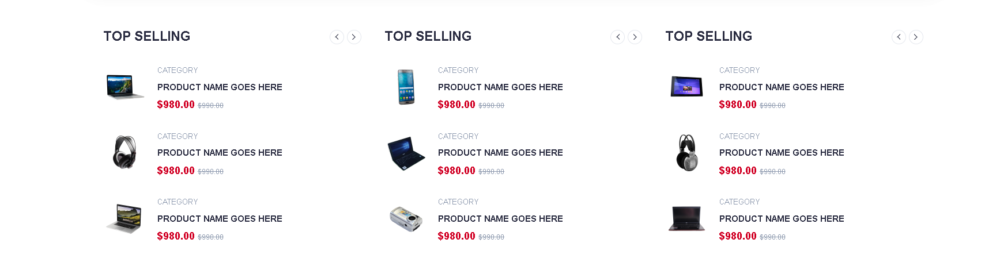 TOP SELLING
CATEGORY
PRODUCT NAME GOES HERE
$980.00 $990.00
CATEGORY
PRODUCT NAME GOES HERE
$980.00 $990.00
CATEGORY
PRODUCT NAME GOES HERE
$980.00 $990.00
TOP SELLING
CATEGORY
PRODUCT NAME GOES HERE
$980.00 $990.00
CATEGORY
PRODUCT NAME GOES HERE
$980.00 $990.00
CATEGORY
PRODUCT NAME GOES HERE
$980.00 $990.00
TOP SELLING
CATEGORY
PRODUCT NAME GOES HERE
$980.00 $990.00
CATEGORY
PRODUCT NAME GOES HERE
$980.00 $990.00
CATEGORY
PRODUCT NAME GOES HERE
$980.00 $990.00